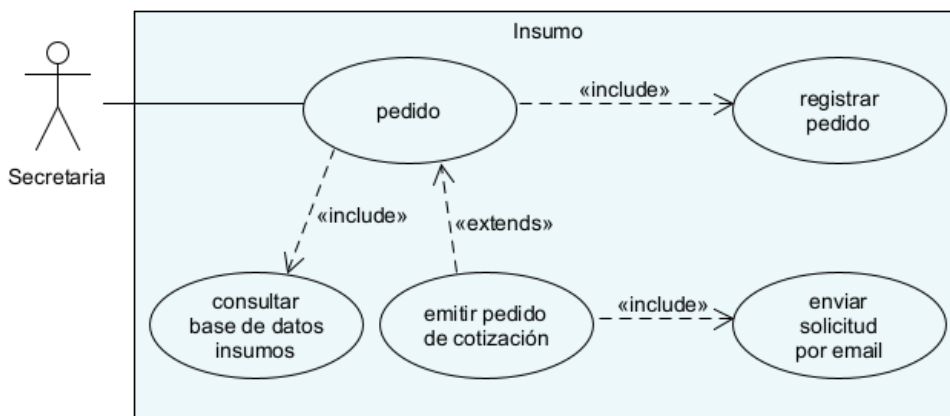 Insumo
pedido
«include»
registrar
pedido
Secretaria
«include»
«extends»
consultar
base de datos
insumos
emitir pedido
de cotización
«include»
enviar
solicitud
por email